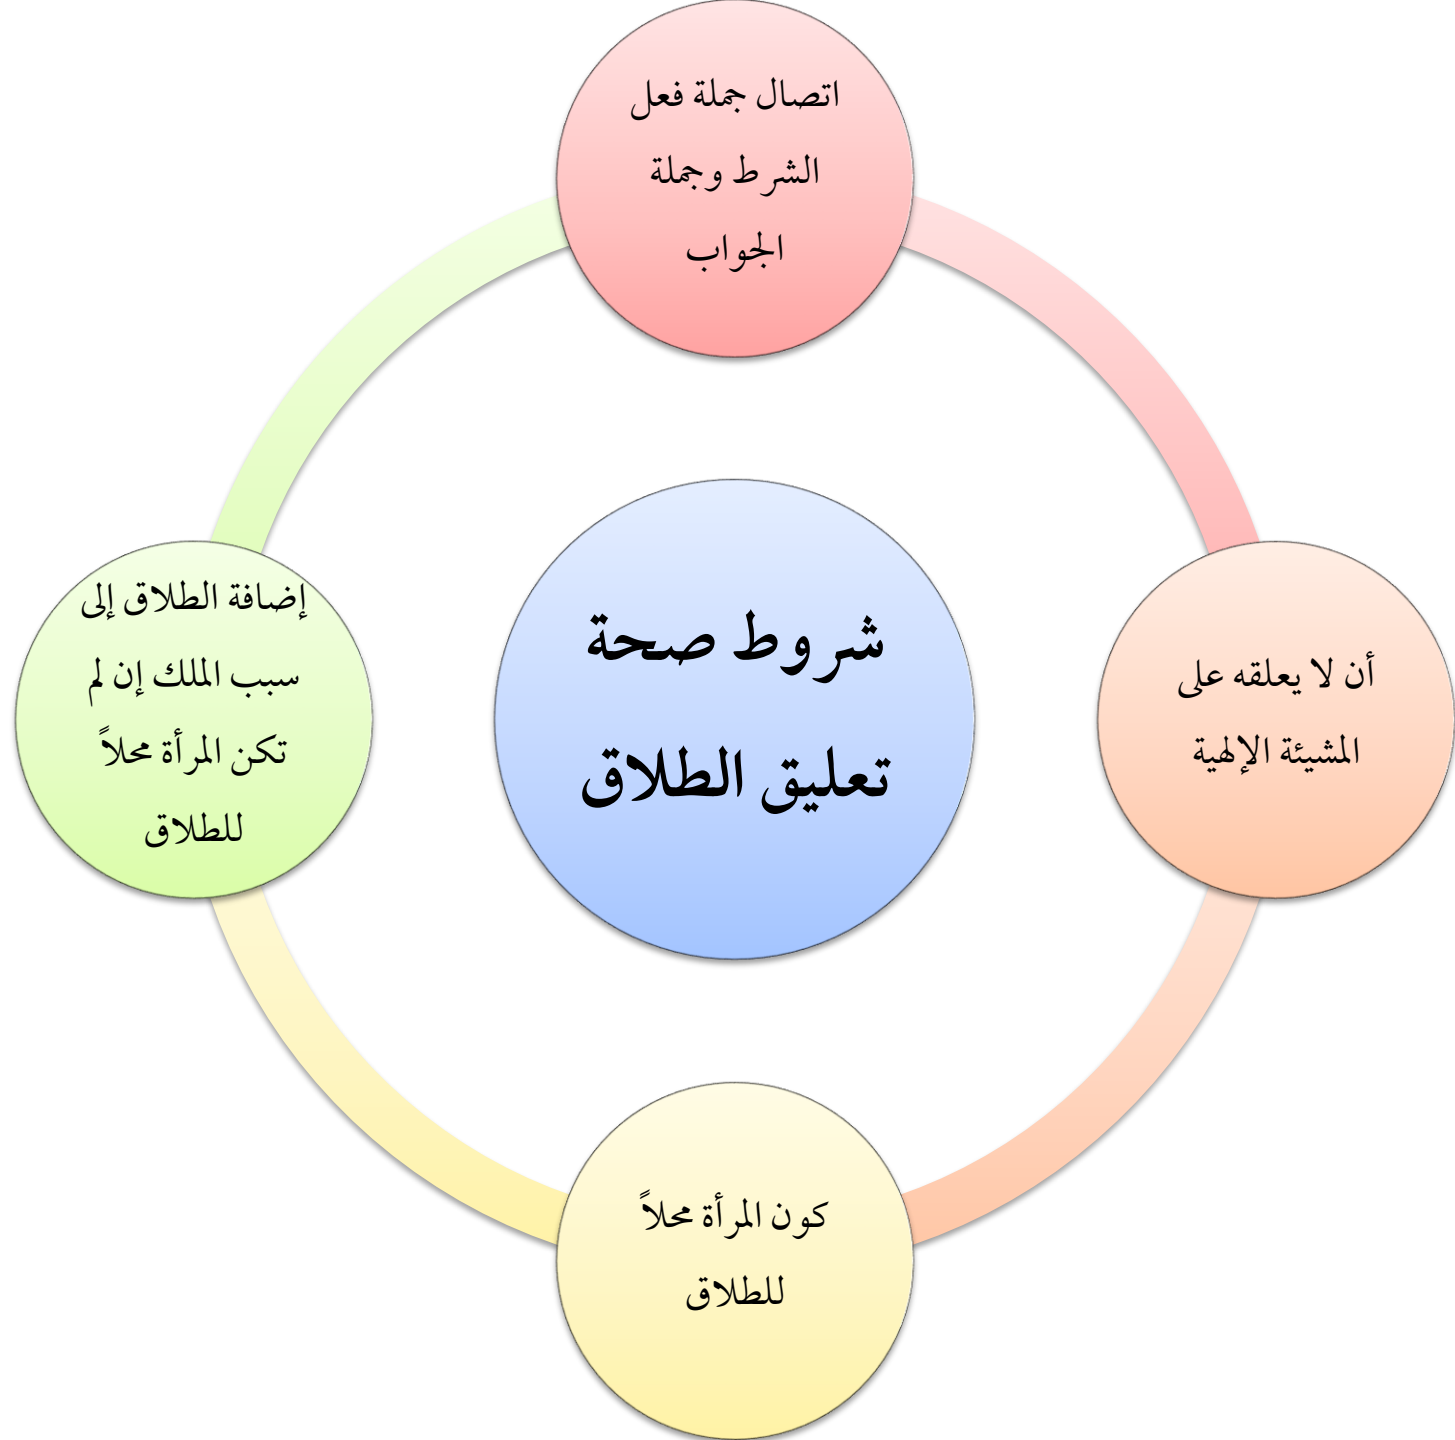 اتصال جملة فعل
الشرط وجملة
الجواب
شروط صحة
تعليق الطلاق
أن لا يعلقه على
المشيئة الإلهية
كون المرأة محلاً
للطلاق
إضافة الطلاق إلى
سبب الملك إن لم
تكن المرأة محلاً
للطلاق